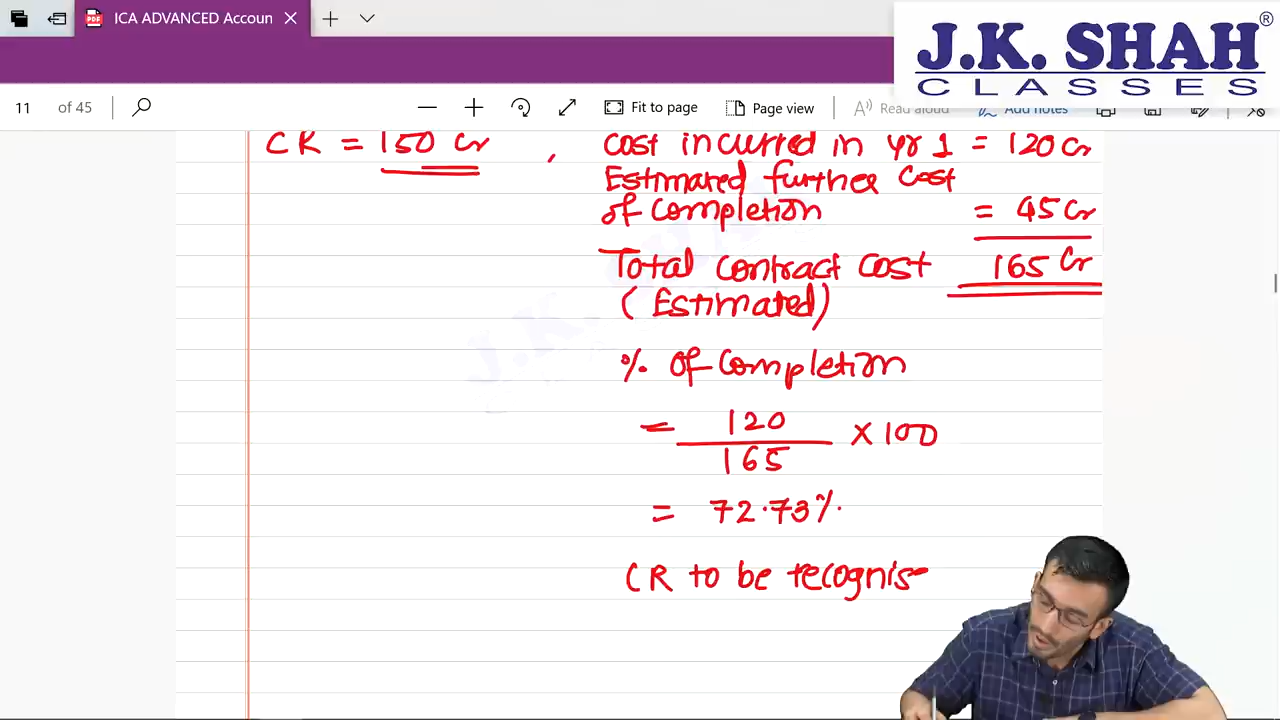 ICA ADVANCED Accoun
J.K. SHAH®
CLASSES
11 of 45
Fit to page
Page view
Read aloud
Add notes
CR = 150 Cr , Cost incurred in yr 1 = 120 Cr
Estimated further cost
of completion = 45 Cr
Total contract cost 165 Cr
(Estimated)
% of completion
= 120 × 100
165
= 72.73%
CR to be recognis
J.K. SHAH